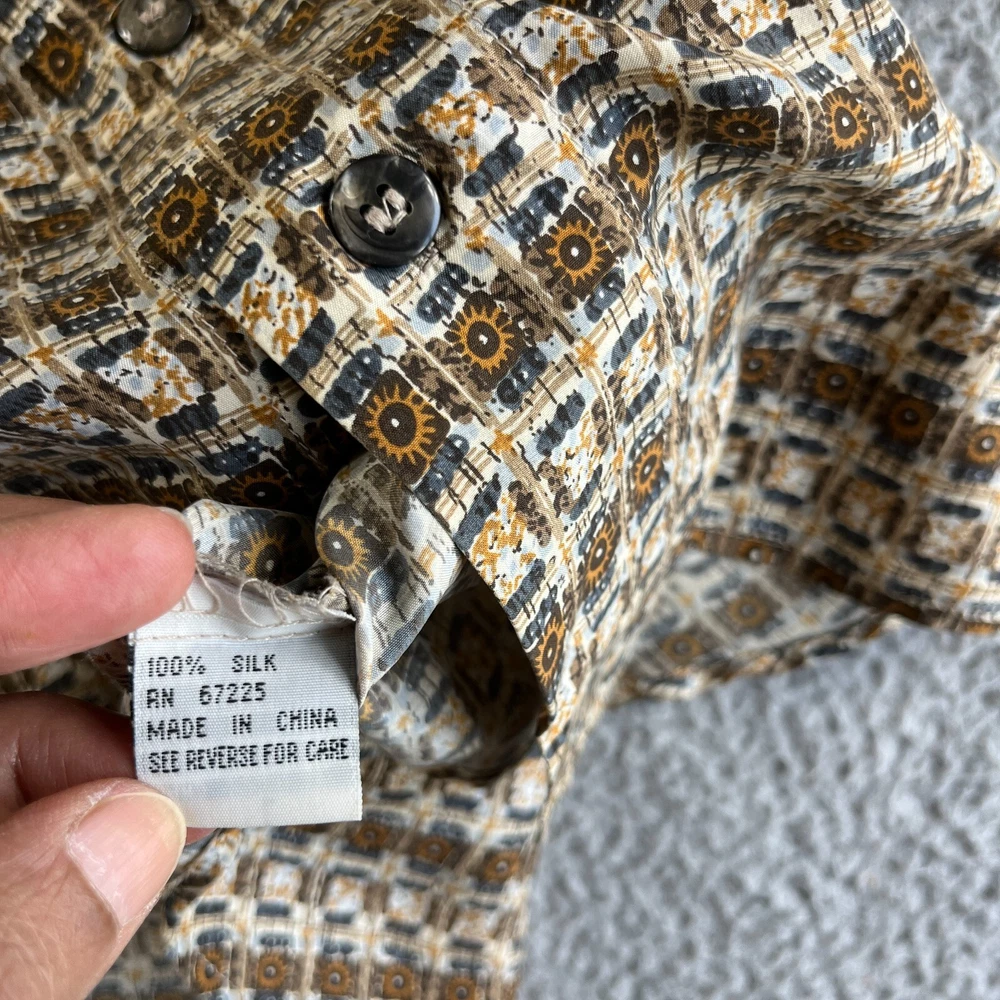 100% SILK
RN 67225
MADE IN CHINA
SEE REVERSE FOR CARE